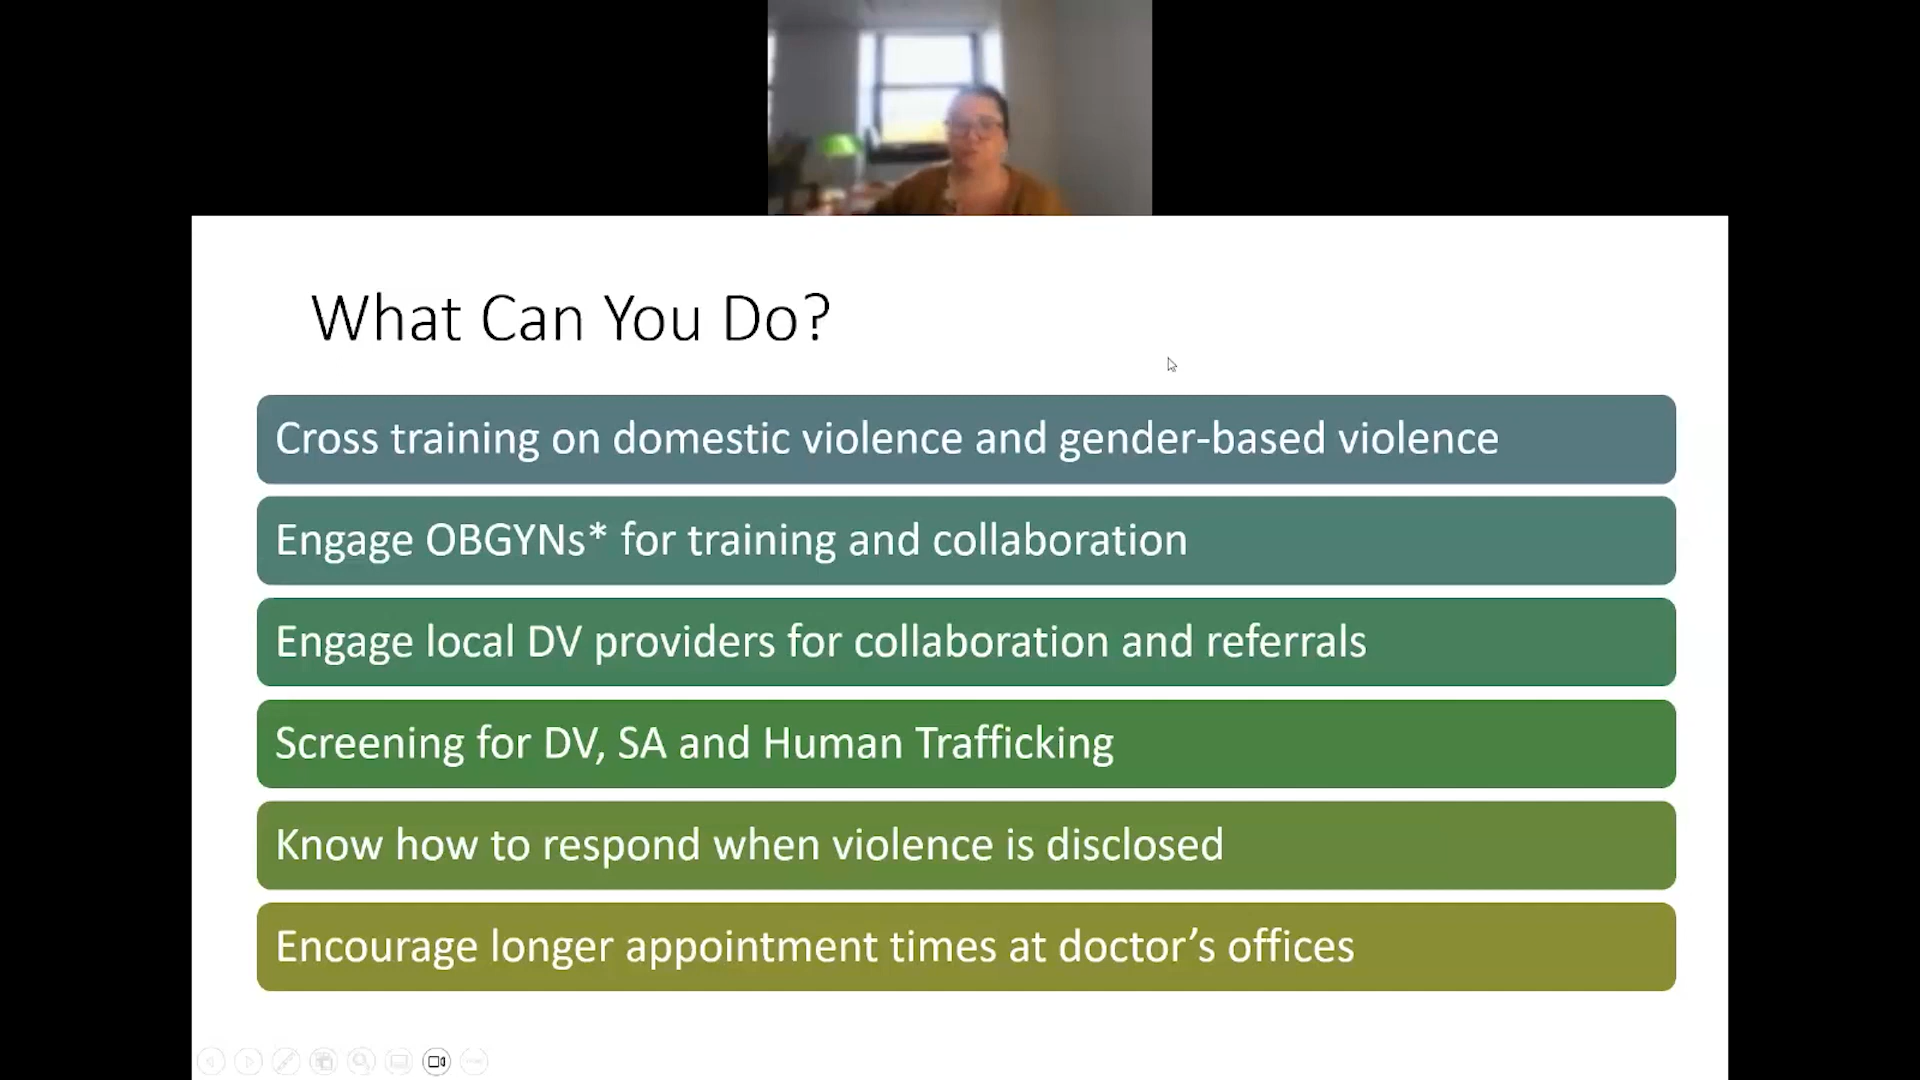 What Can You Do?
Cross training on domestic violence and gender-based violence
Engage OBGYNs* for training and collaboration
Engage local DV providers for collaboration and referrals
Screening for DV, SA and Human Trafficking
Know how to respond when violence is disclosed
Encourage longer appointment times at doctor’s offices